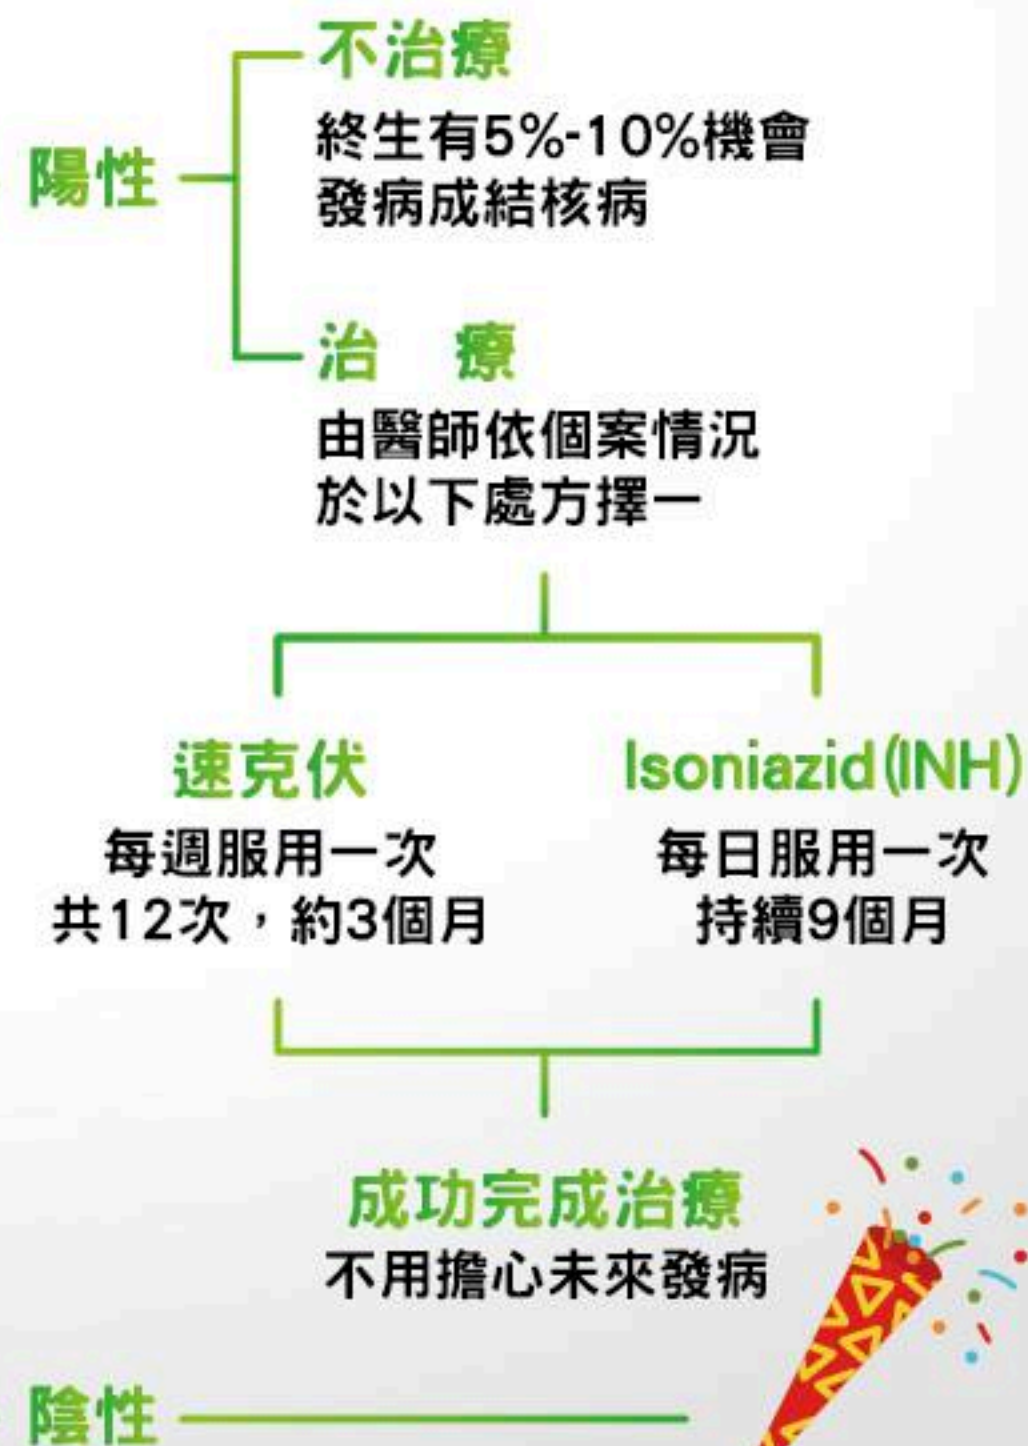 不治療
終生有5%-10%機會
發病成結核病
陽性
治 療
由醫師依個案情況
於以下處方擇一
速克伏
每週服用一次
共12次，約3個月
Isoniazid(INH)
每日服用一次
持續9個月
成功完成治療
不用擔心未來發病
陰性